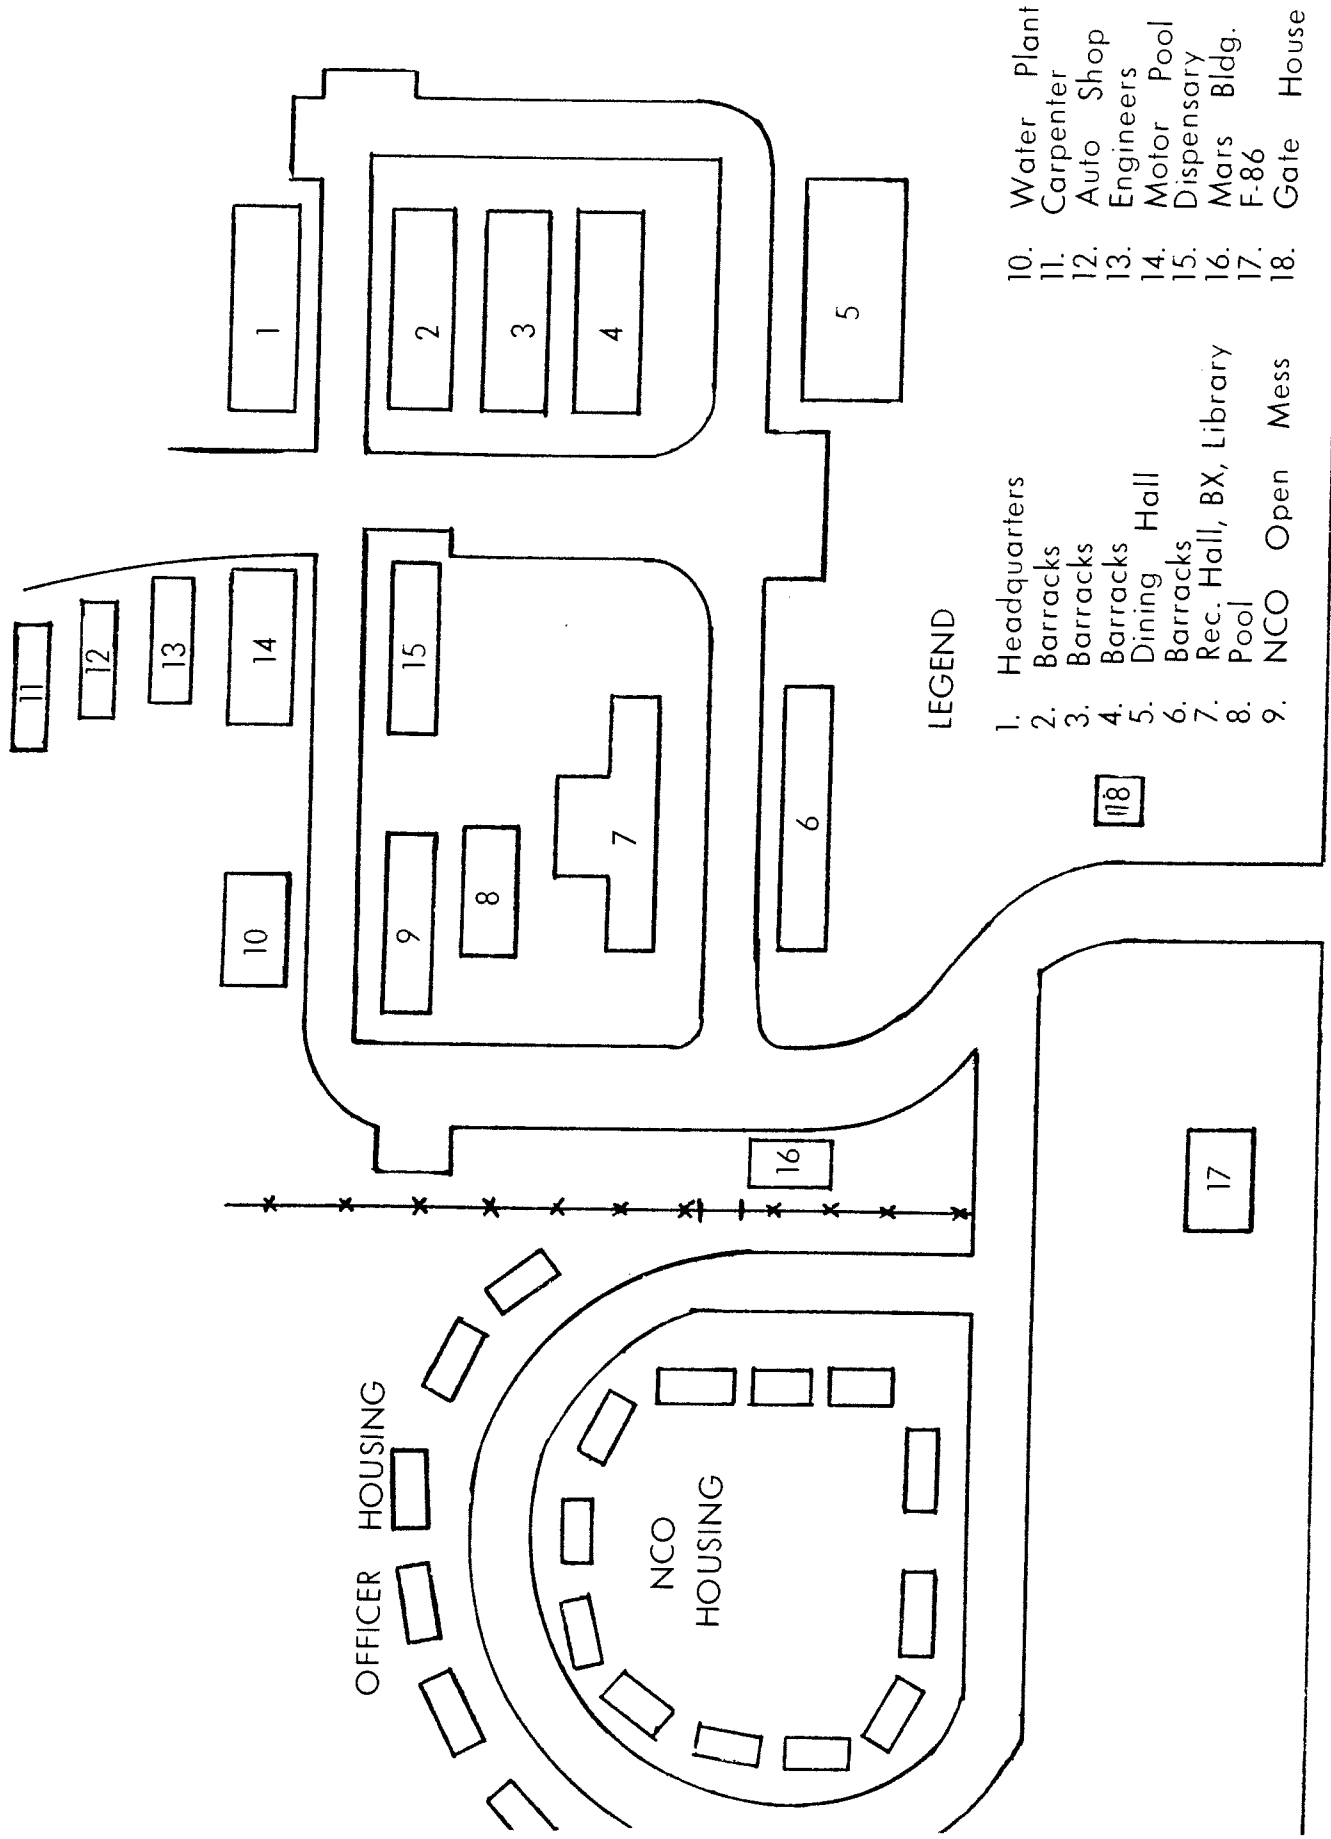 OFFICER HOUSING
NCO
HOUSING
10
11
12
13
14
1
9
15
2
8
3
7
4
16
6
5
17
18
LEGEND
1. Headquarters
2. Barracks
3. Barracks
4. Barracks
5. Dining Hall
6. Barracks
7. Rec. Hall, BX, Library
8. Pool
9. NCO Open Mess
10. Water Plant
11. Carpenter
12. Auto Shop
13. Engineers
14. Motor Pool
15. Dispensary
16. Mars Bldg.
17. F-86
18. Gate House